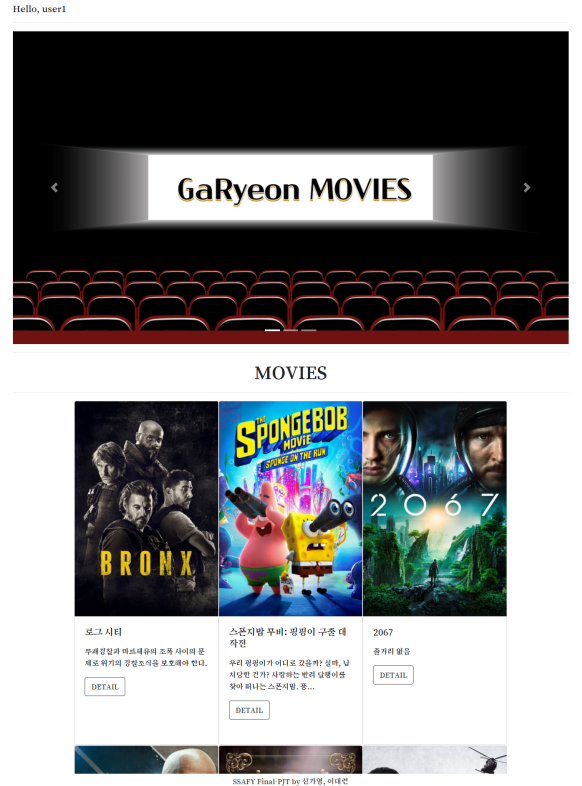 Hello, user1
GaRyeon MOVIES
MOVIES
BRONX
THE
SPONGEBOB
MOVIE
SPONGE ON THE RUN
2067
로그 시티
부패경찰과 마르세유의 조폭 사이의 문
제로 위기의 경찰조직을 보호해야 한다.
DETAIL
스폰지밥 무비: 핑핑이 구출 대
작전
우리 핑핑이가 어디로 갔을까? 설마, 납
치당한 건가? 사랑하는 반려 달팽이를
찾아 떠나는 스폰지밥. 뚱...
DETAIL
2067
줄거리 없음
DETAIL
SSAFY Final-PJT by 신가영, 이대련